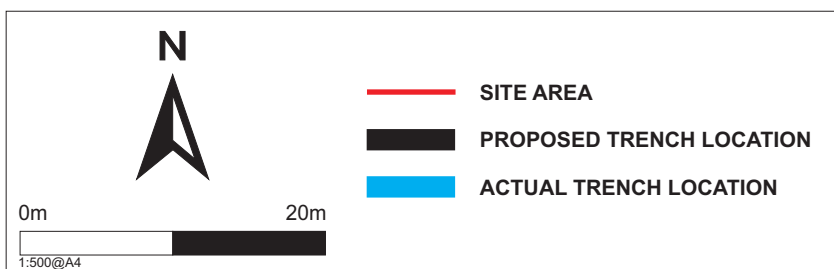 N
SITE AREA
PROPOSED TRENCH LOCATION
ACTUAL TRENCH LOCATION
0m 20m
1:500@A4